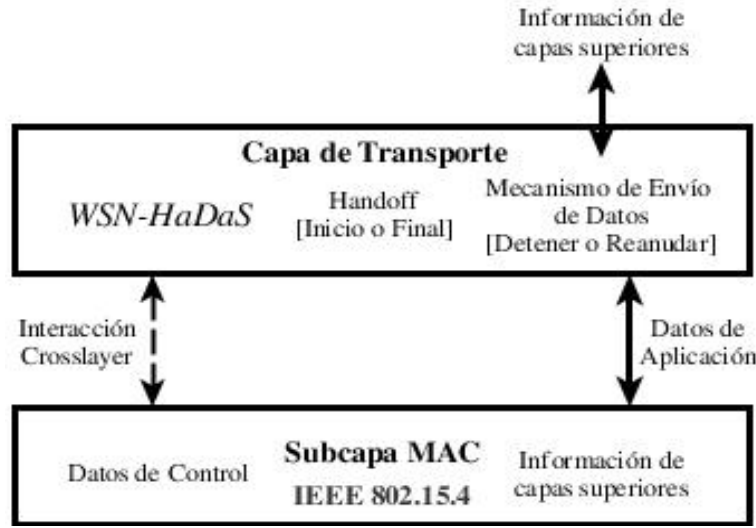 Información de
capas superiores
Capa de Transporte
WSN-HaDaS
Handoff
[Inicio o Final]
Mecanismo de Envío
de Datos
[Detener o Reanudar]
Interacción
Crosslayer
Datos de
Aplicación
Datos de Control
Subcapa MAC
IEEE 802.15.4
Información de
capas superiores